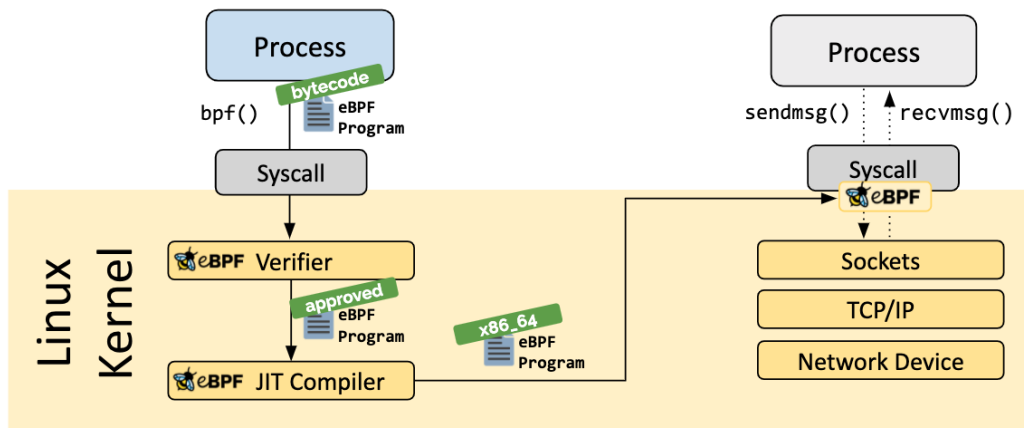 Process
bytecode
bpf()
eBPF
Program
Syscall
Linux
Kernel
eBPF Verifier
approved
eBPF
Program
eBPF JIT Compiler
x86_64
eBPF
Program
Process
sendmsg()
recvmsg()
Syscall
eBPF
Sockets
TCP/IP
Network Device